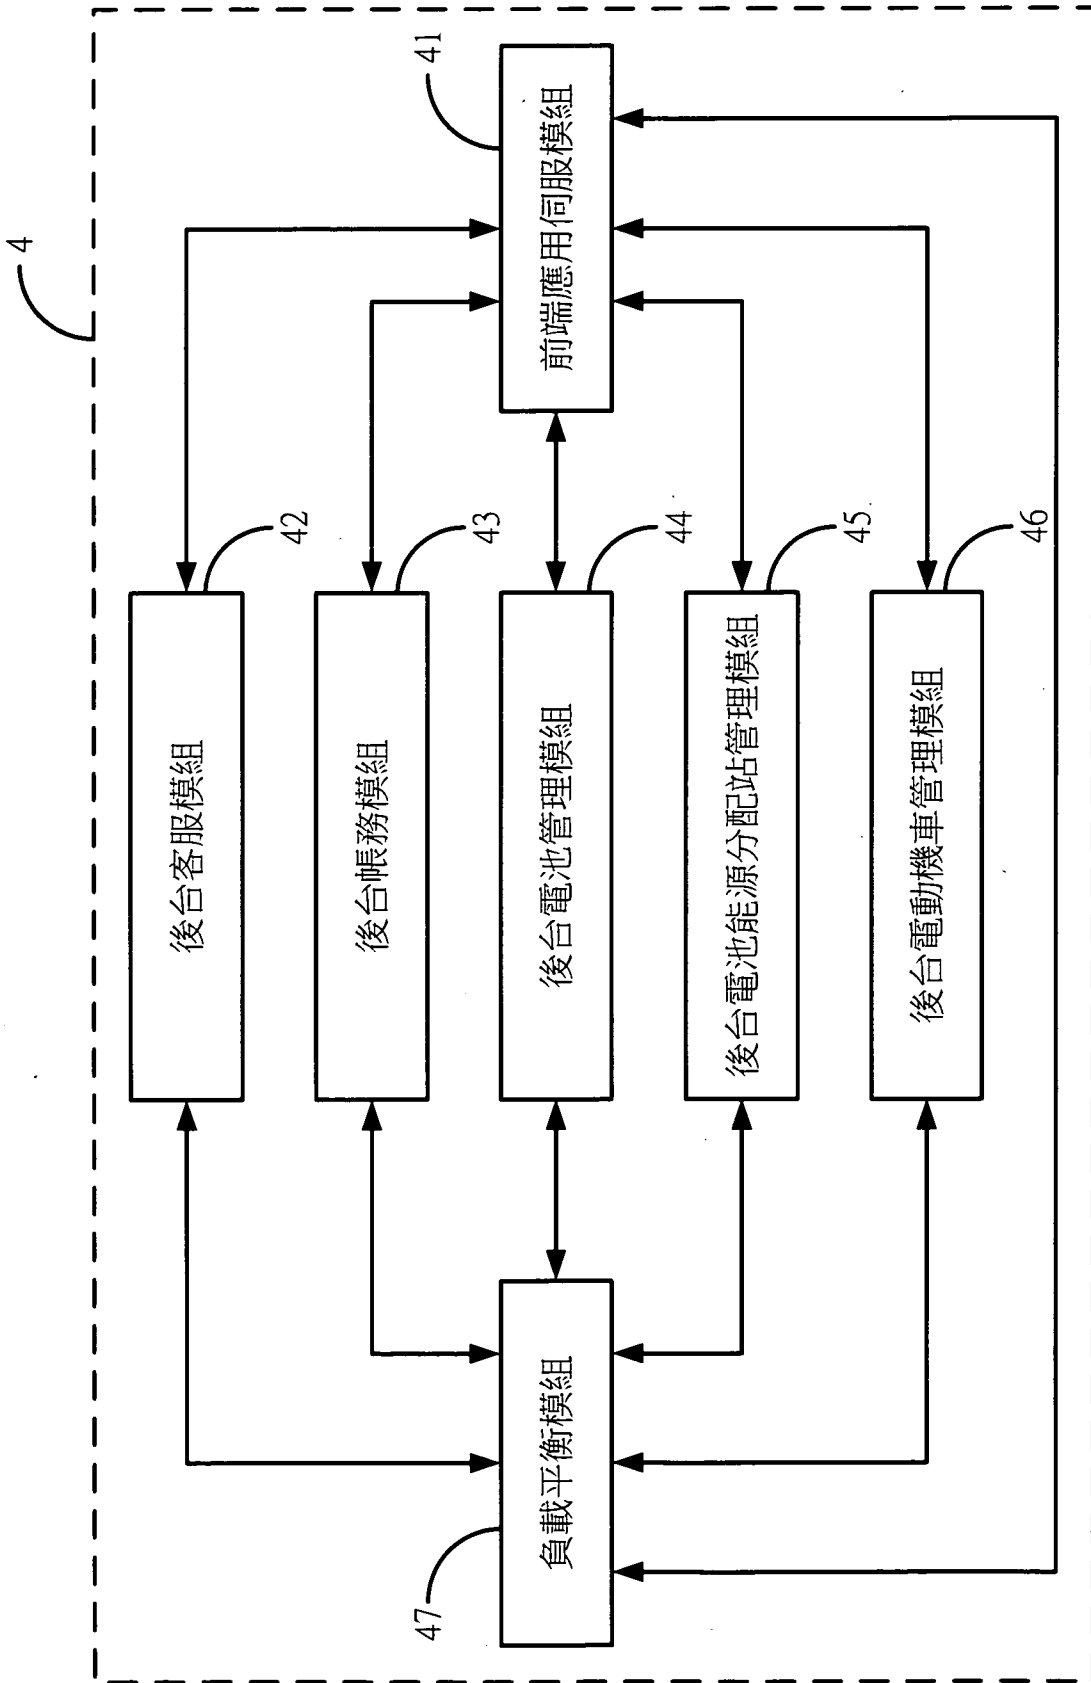 4
41
前端應用伺服模組
後台客服模組
42
後台帳務模組
43
後台電池管理模組
44
後台電池能源分配站管理模組
45
後台電動機車管理模組
46
負載平衡模組
47